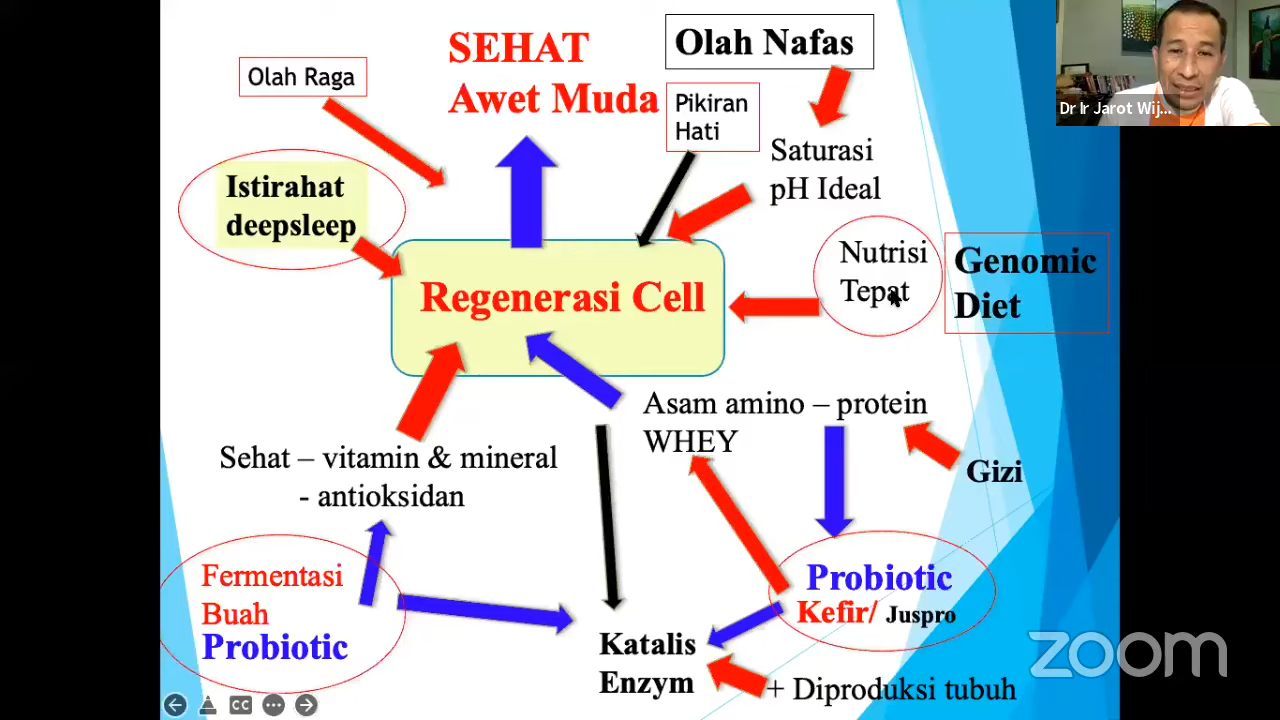 SEHAT
Awet Muda
Olah Nafas
Olah Raga
Pikiran
Hati
Dr Ir Jarot Wij...
Saturasi
pH Ideal
Istirahat
deepsleep
Nutrisi
Tepat
Genomic
Diet
Regenerasi Cell
Asam amino – protein
WHEY
Gizi
Sehat – vitamin & mineral
- antioksidan
Fermentasi
Buah
Probiotic
Probiotic
Kefir/ Juspro
Katalis
Enzym
+ Diproduksi tubuh
CC
zoom